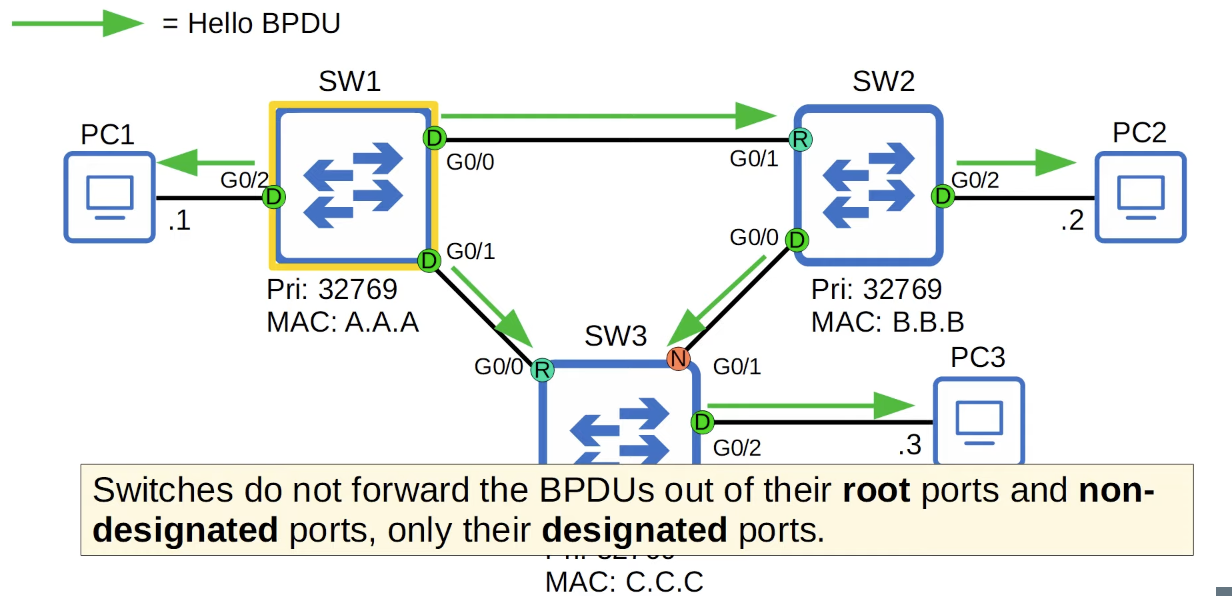 = Hello BPDU
SW1
SW2
PC1
PC2
D
G0/0
G0/1
R
G0/2
D
G0/2
D
.1
.2
D
G0/1
G0/0
D
Pri: 32769
MAC: A.A.A
Pri: 32769
MAC: B.B.B
SW3
PC3
G0/0
R
N
G0/1
D
G0/2
.3
Switches do not forward the BPDUs out of their root ports and non-
designated ports, only their designated ports.
MAC: C.C.C